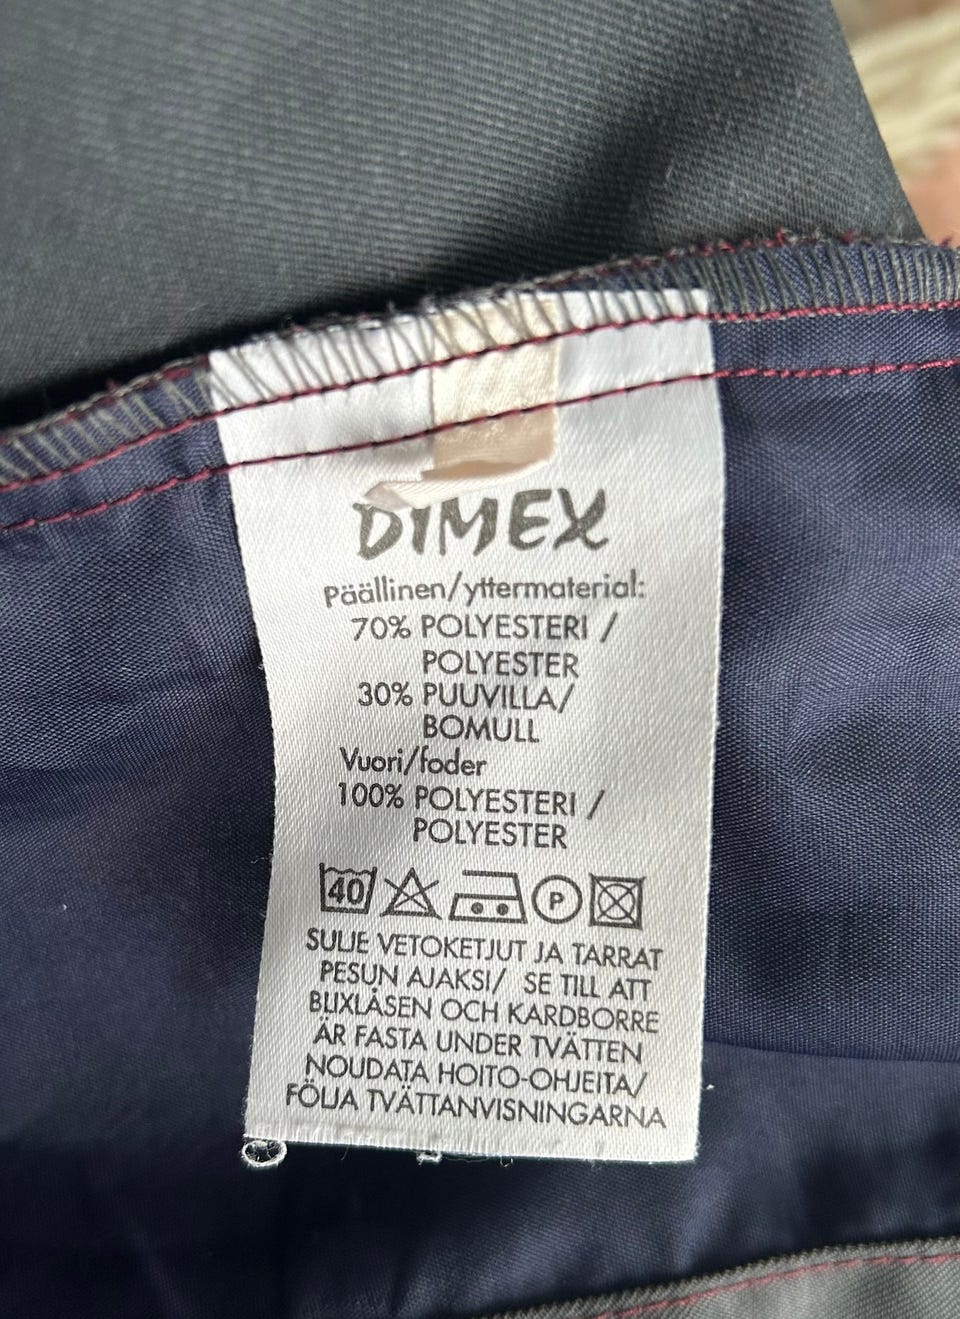 DIMEX
Päällinen/yttermaterial:
70% POLYESTERI /
POLYESTER
30% PUUVILLA/
BOMULL
Vuori/foder
100% POLYESTERI /
POLYESTER
40 P
SULJE VETOKETJUT JA TARRAT
PESUN AJAKSI/ SE TILL ATT
BLIXLÅSEN OCH KARDBORRE
ÄR FASTA UNDER TVÄTTEN
NOUDATA HOITO-OHJEITA/
FÖLJA TVÄTTANVISNINGARNA